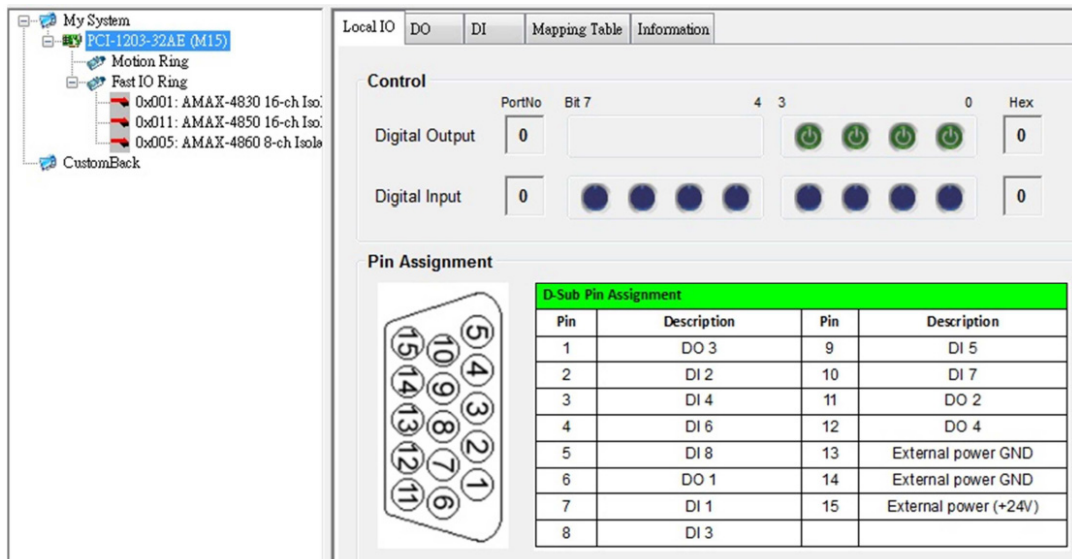 My System
PCI-1203-32AE (M15)
Motion Ring
Fast IO Ring
0x001: AMAX-4830 16-ch Isol
0x011: AMAX-4850 16-ch Isol
0x005: AMAX-4860 8-ch Isola
CustomBack
Local IO DO DI Mapping Table Information
Control
PortNo Bit 7 4 3 0 Hex
Digital Output 0 0
Digital Input 0 0
Pin Assignment
5 10 15
4 9 14
3 8 13
2 7 12
1 6 11
D-Sub Pin Assignment
Pin Description Pin Description
1 DO 3 9 DI 5
2 DI 2 10 DI 7
3 DI 4 11 DO 2
4 DI 6 12 DO 4
5 DI 8 13 External power GND
6 DO 1 14 External power GND
7 DI 1 15 External power (+24V)
8 DI 3